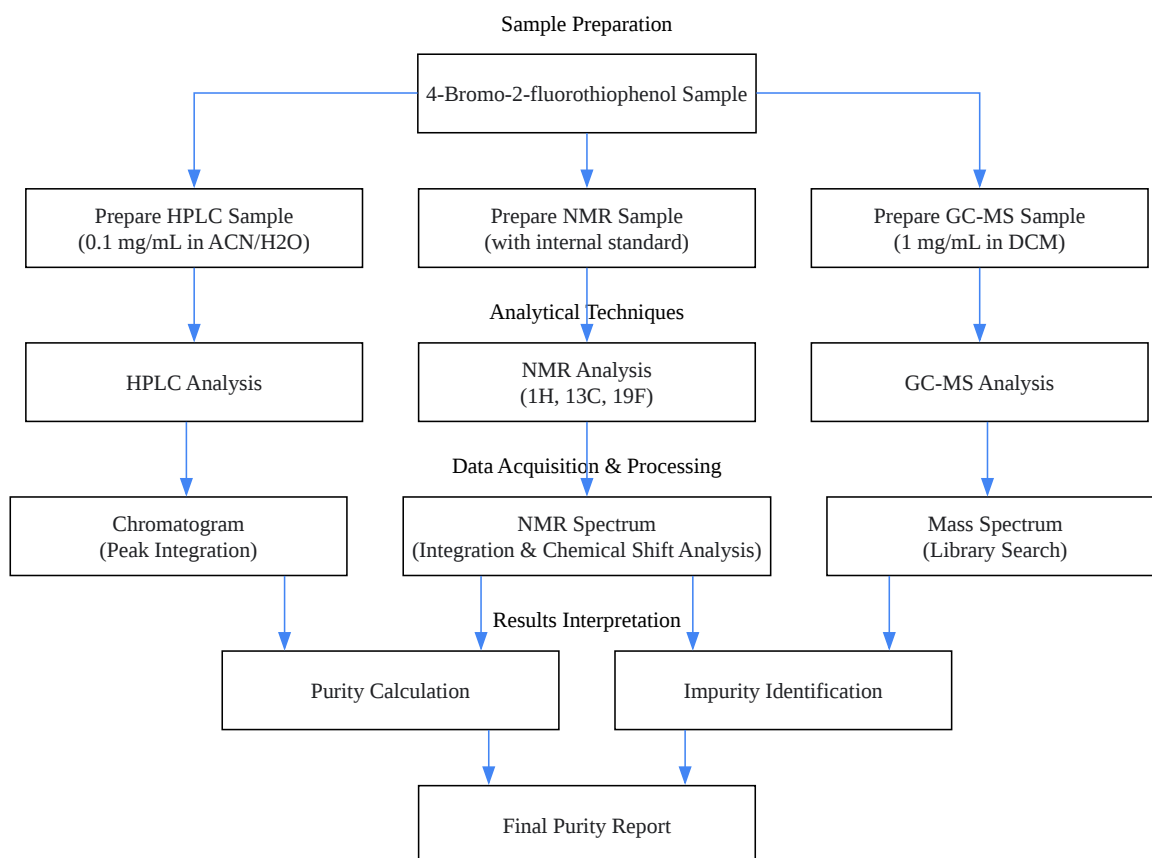 Sample Preparation
4-Bromo-2-fluorothiophenol Sample
Prepare HPLC Sample
(0.1 mg/mL in ACN/H2O)
Prepare NMR Sample
(with internal standard)
Prepare GC-MS Sample
(1 mg/mL in DCM)
Analytical Techniques
HPLC Analysis
NMR Analysis
(1H, 13C, 19F)
GC-MS Analysis
Data Acquisition & Processing
Chromatogram
(Peak Integration)
NMR Spectrum
(Integration & Chemical Shift Analysis)
Mass Spectrum
(Library Search)
Results Interpretation
Purity Calculation
Impurity Identification
Final Purity Report